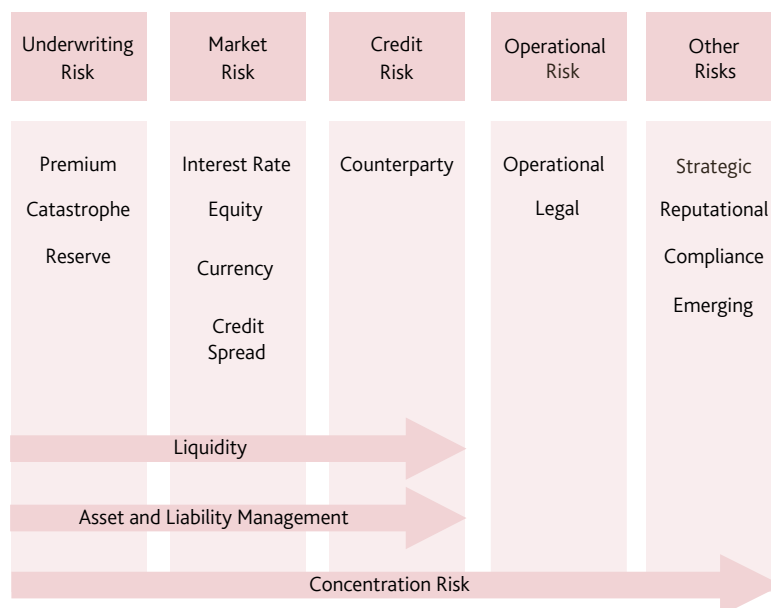 Underwriting
Risk
Market
Risk
Credit
Risk
Operational
Risk
Other
Risks
Premium
Catastrophe
Reserve
Interest Rate
Equity
Currency
Credit
Spread
Counterparty
Operational
Legal
Strategic
Reputational
Compliance
Emerging
Liquidity
Asset and Liability Management
Concentration Risk